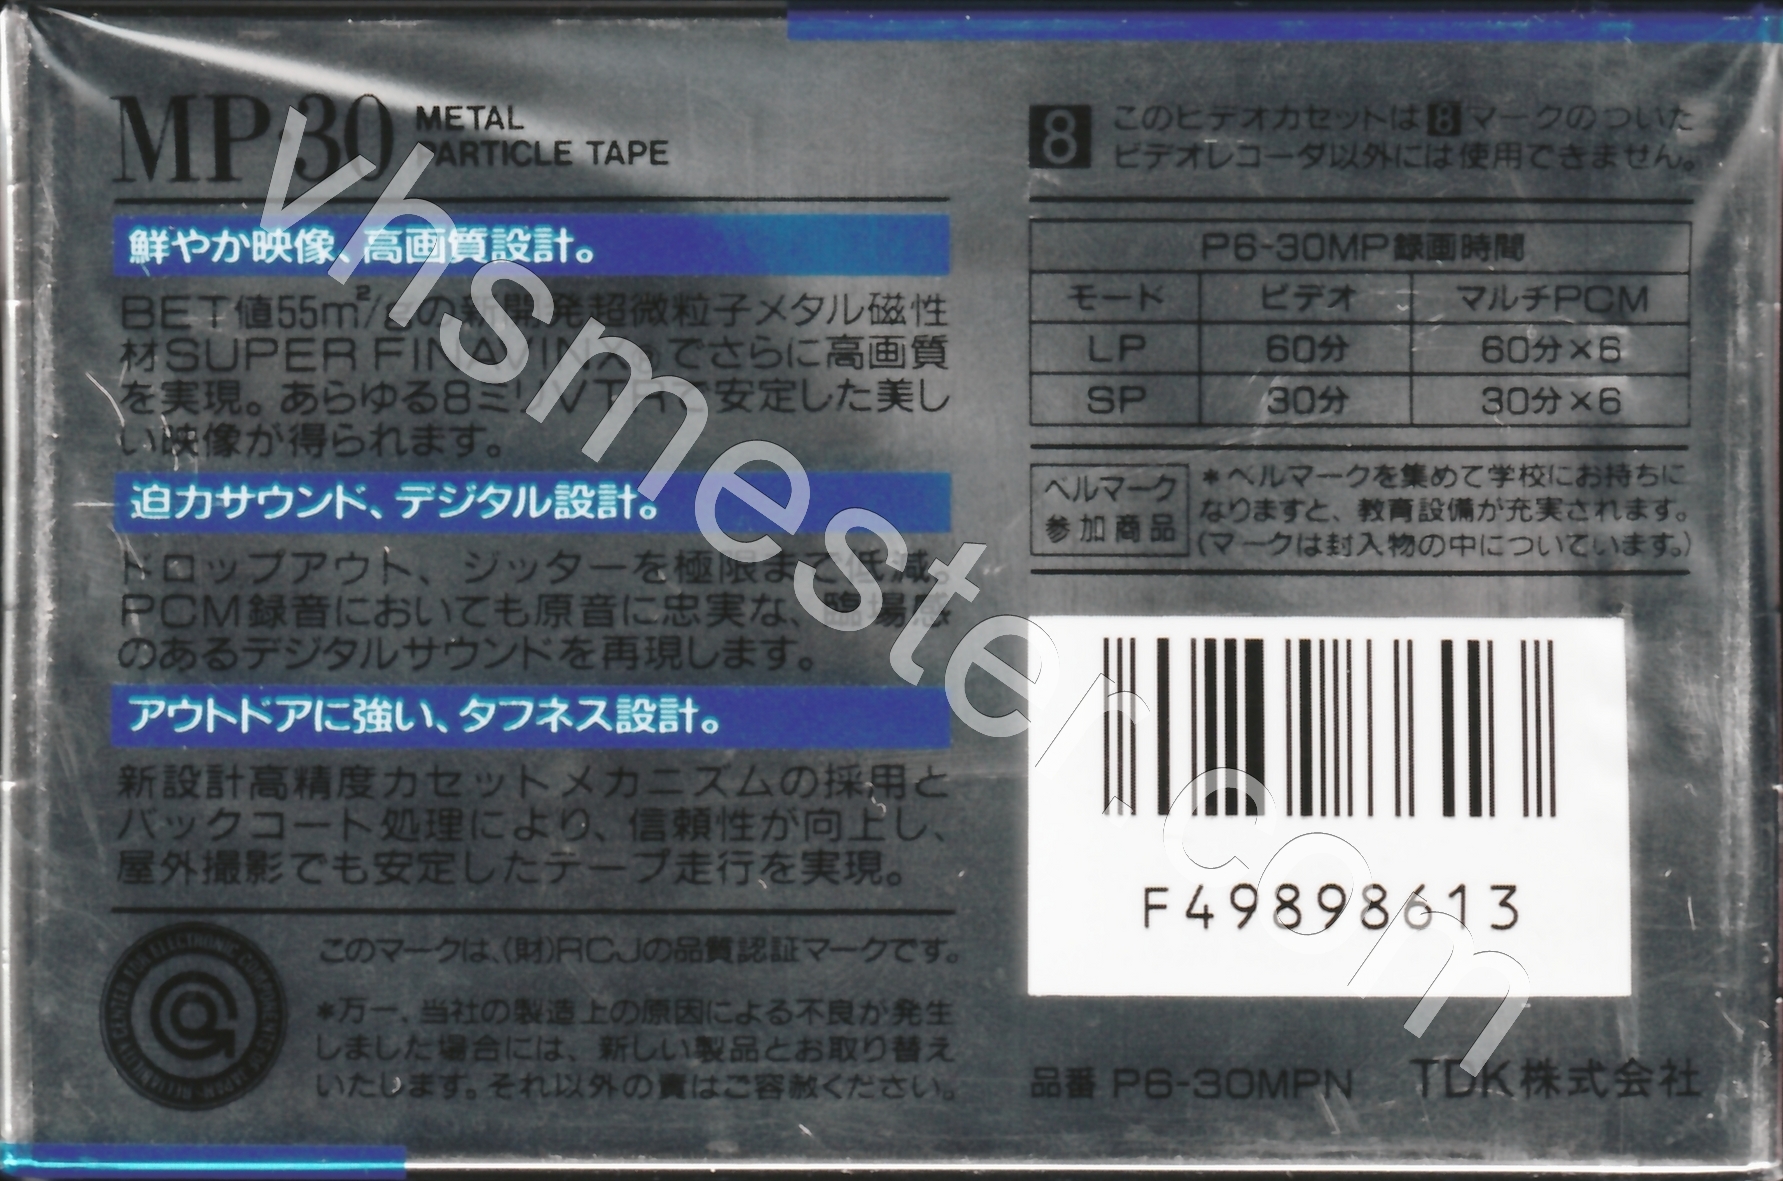 MP30 METAL
PARTICLE TAPE
鮮やか映像、高画質設計。
BET値55m²/gの新開発超微粒子メタル磁性
材SUPER FINAVINXでさらに高画質
を実現。あらゆる8ミリVTRで安定した美し
い映像が得られます。
迫力サウンド、デジタル設計。
ドロップアウト、ジッターを極限まで低減。
PCM録音においても原音に忠実な、臨場感
のあるデジタルサウンドを再現します。
アウトドアに強い、タフネス設計。
新設計高精度カセットメカニズムの採用と
バックコート処理により、信頼性が向上し、
屋外撮影でも安定したテープ走行を実現。
このマークは、(財)RCJの品質認証マークです。
*万一、当社の製造上の原因による不良が発生
しました場合には、新しい製品とお取り替え
いたします。それ以外の責はご容赦ください。
8 このビデオカセットは8マークのついた
ビデオレコーダ以外には使用できません。
P6-30MP録画時間
モード ビデオ マルチPCM
LP 60分 60分×6
SP 30分 30分×6
ベルマーク
参加商品
*ベルマークを集めて学校にお持ちに
なりますと、教育設備が充実されます。
(マークは封入物の中についています。)
F49898613
品番 P6-30MPN TDK株式会社
vhsmester.com